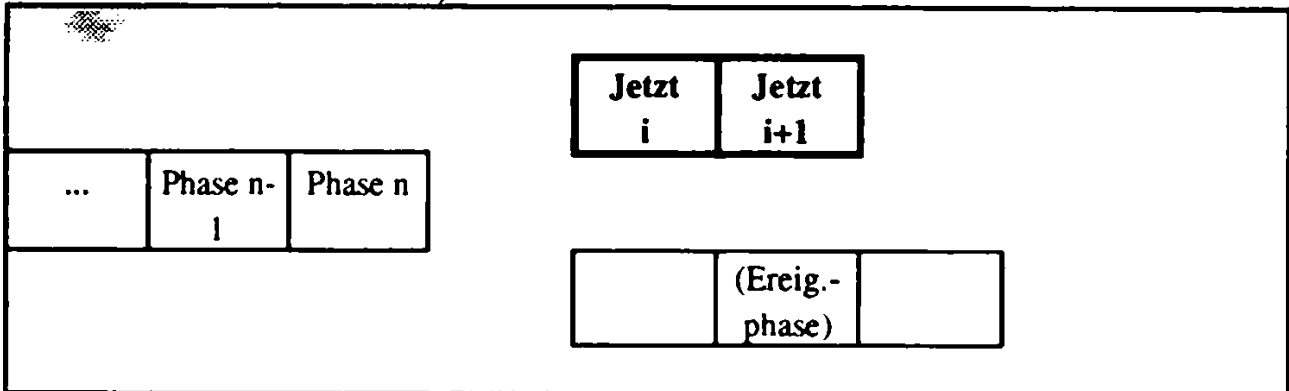 Jetzt Jetzt
i i+1
... Phase n- Phase n
1
(Ereig.-
phase)